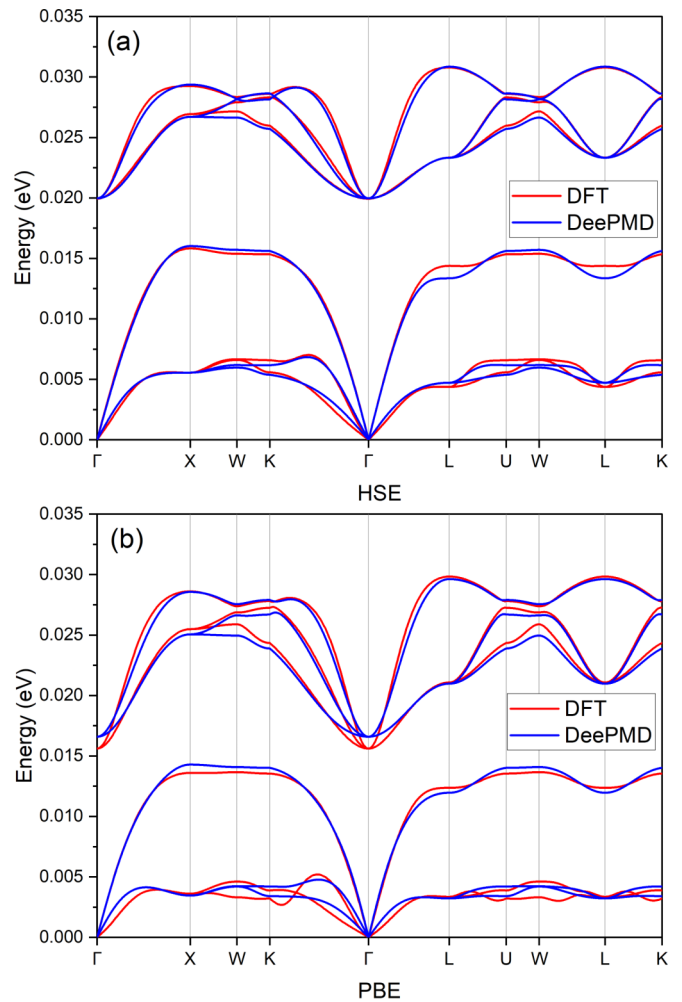 (a)
0.035
0.030
0.025
0.020
0.015
0.010
0.005
0.000
Energy (eV)
DFT
DeePMD
Γ X W K Γ L U W L K
HSE
(b)
0.035
0.030
0.025
0.020
0.015
0.010
0.005
0.000
Energy (eV)
DFT
DeePMD
Γ X W K Γ L U W L K
PBE